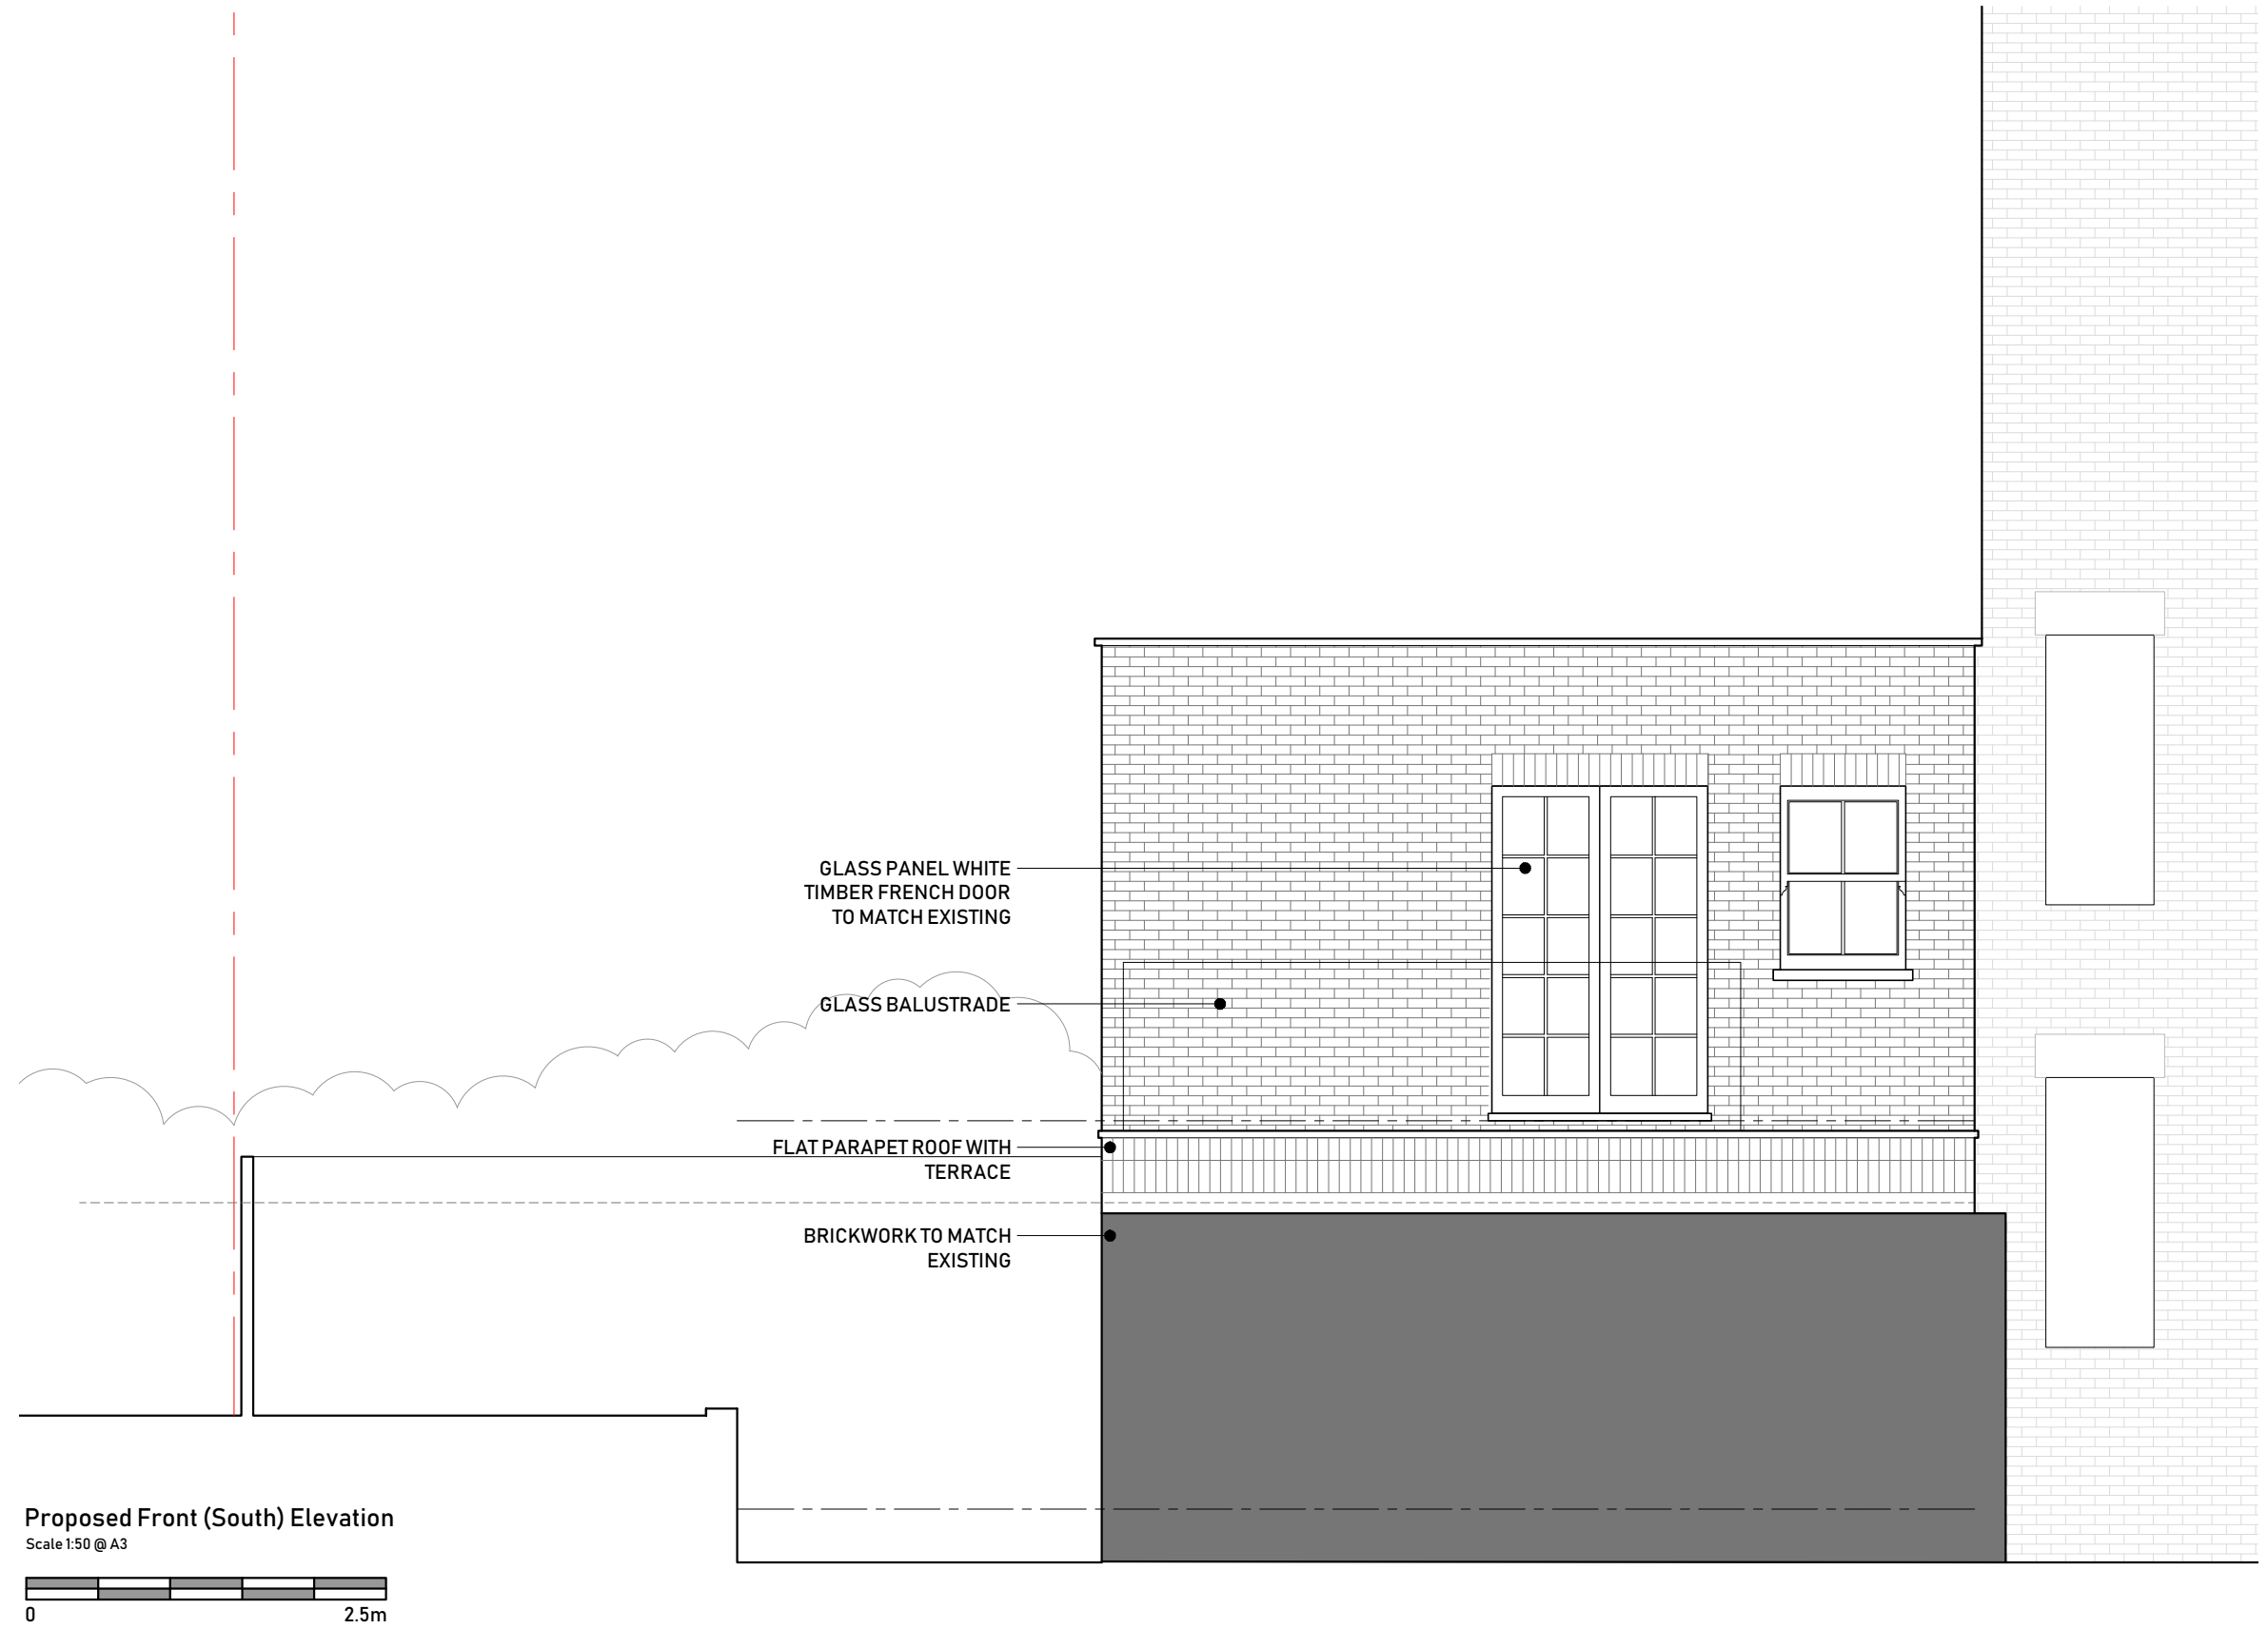 GLASS PANEL WHITE
TIMBER FRENCH DOOR
TO MATCH EXISTING
GLASS BALUSTRADE
FLAT PARAPET ROOF WITH
TERRACE
BRICKWORK TO MATCH
EXISTING
Proposed Front (South) Elevation
Scale 1:50 @ A3
0 2.5m